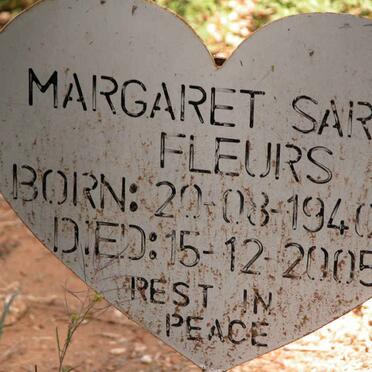 MARGARET SAR
FLEURS
BORN: 20-08-1940
DIED: 15-12-2005
REST IN
PEACE